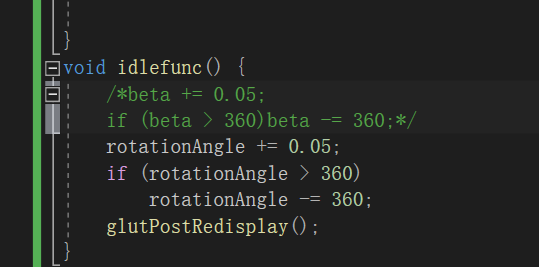 }
void idlefunc() {
/*beta += 0.05;
if (beta > 360)beta -= 360;*/
rotationAngle += 0.05;
if (rotationAngle > 360)
rotationAngle -= 360;
glutPostRedisplay();
}